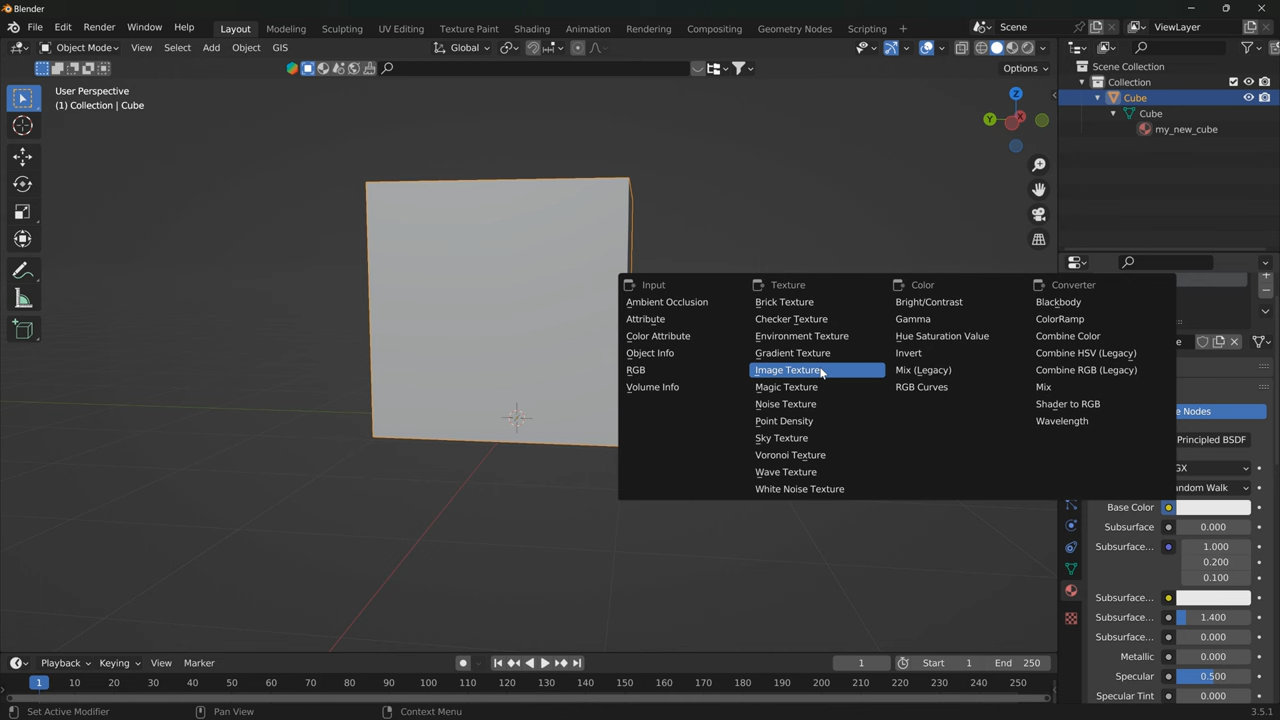 Blender
File Edit Render Window Help Layout Modeling Sculpting UV Editing Texture Paint Shading Animation Rendering Compositing Geometry Nodes Scripting + Scene ViewLayer
Object Mode View Select Add Object GIS Global
Options
User Perspective
(1) Collection | Cube
Z
Y
X
Scene Collection
Collection
Cube
Cube
my_new_cube
Input Texture Color Converter
Ambient Occlusion Brick Texture Bright/Contrast Blackbody
Attribute Checker Texture Gamma ColorRamp
Color Attribute Environment Texture Hue Saturation Value Combine Color
Object Info Gradient Texture Invert Combine HSV (Legacy)
RGB Image Texture Mix (Legacy) Combine RGB (Legacy)
Volume Info Magic Texture RGB Curves Mix
Noise Texture Shader to RGB
Point Density Wavelength
Sky Texture
Voronoi Texture
Wave Texture
White Noise Texture
e Nodes
Principled BSDF
GX
ndom Walk
Base Color
Subsurface 0.000
Subsurface... 1.000
0.200
0.100
Subsurface...
Subsurface... 1.400
Subsurface... 0.000
Metallic 0.000
Specular 0.500
Specular Tint 0.000
Playback Keying View Marker 1 Start 1 End 250
1 10 20 30 40 50 60 70 80 90 100 110 120 130 140 150 160 170 180 190 200 210 220 230 240 250
Set Active Modifier Pan View Context Menu 3.5.1